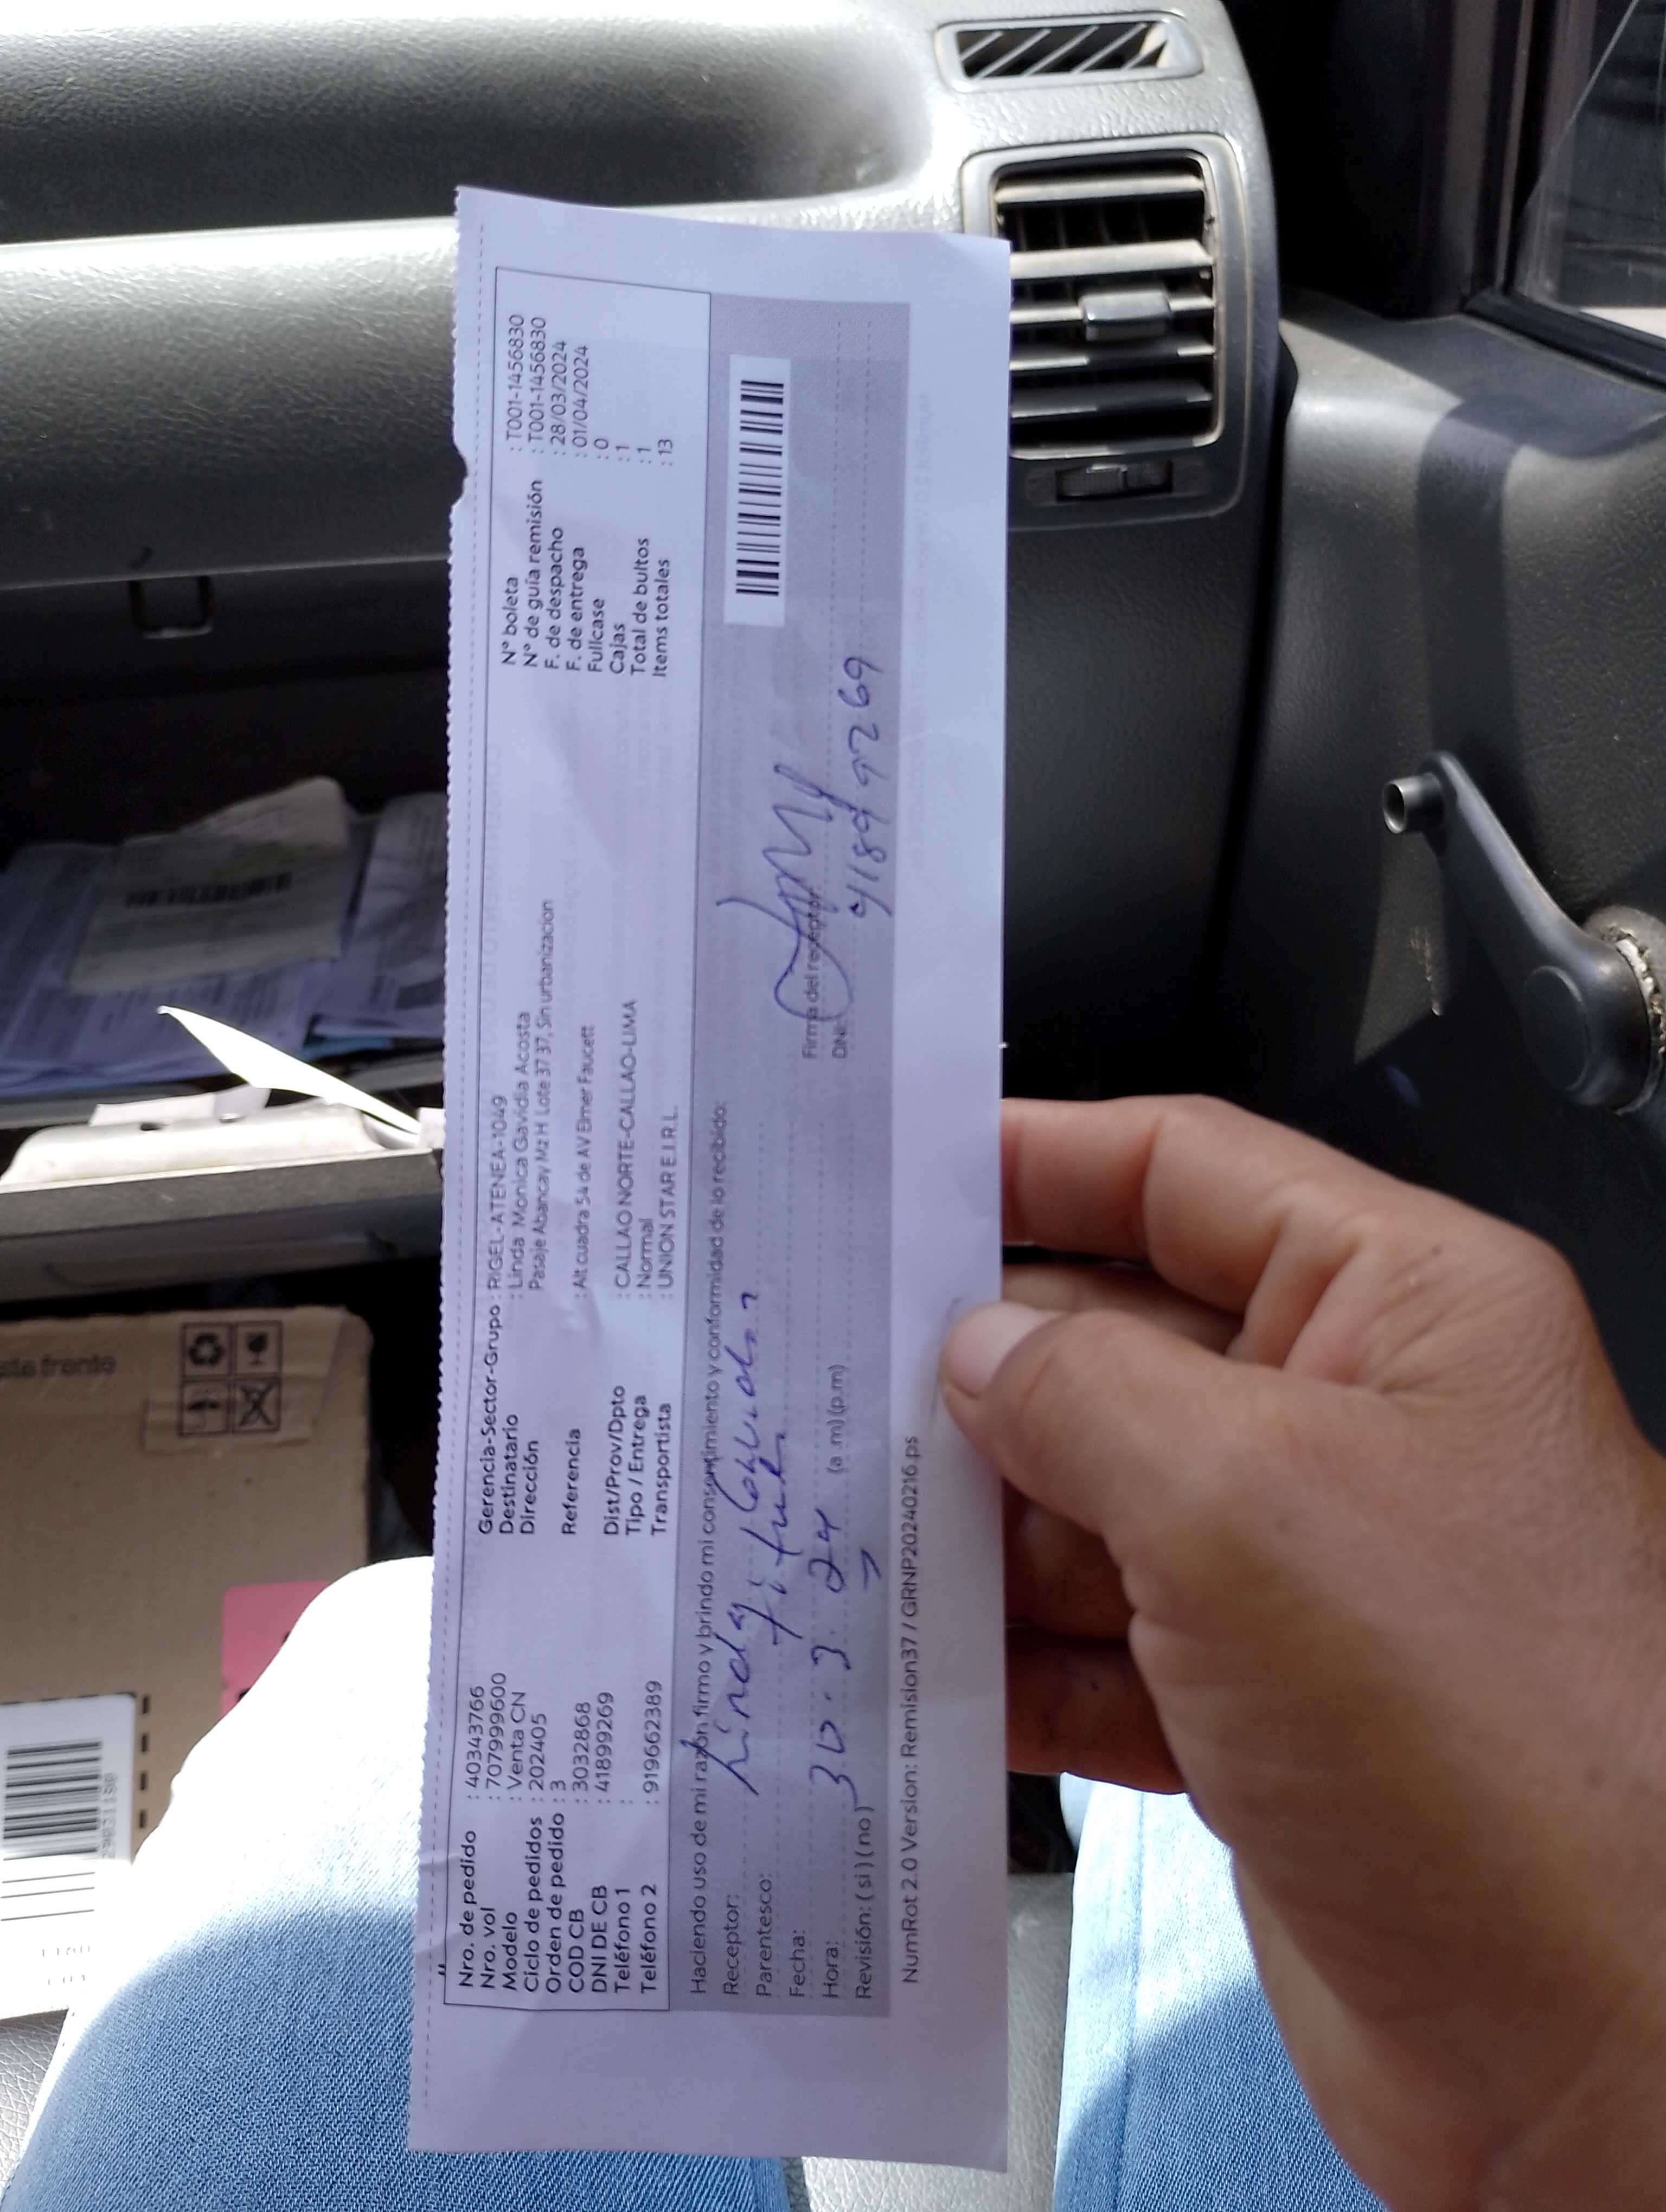 Nro. de pedido : 40343766
Nro. vol : 707999600
Modelo : Venta CN
Ciclo de pedidos : 202405
Orden de pedido : 3
COD CB : 3032868
DNI DE CB : 41899269
Teléfono 1 :
Teléfono 2 : 919662389
Gerencia-Sector-Grupo : RIGEL-ATENEA-1049
Destinatario : Linda Monica Gavidia Acosta
Dirección Pasaje Abancay Mz H Lote 37 37, Sin urbanizacion
Referencia : Alt cuadra 54 de AV Elmer Faucett
Dist/Prov/Dpto : CALLAO NORTE-CALLAO-LIMA
Tipo / Entrega : Normal
Transportista : UNION STAR E.I.R.L.
N° boleta : T001-1456830
N° de guía remisión : T001-1456830
F. de despacho : 28/03/2024
F. de entrega : 01/04/2024
Fullcase : 0
Cajas : 1
Total de bultos : 1
Items totales : 13
Haciendo uso de mi razón firmo y brindo mi consentimiento y conformidad de lo recibido:
Receptor: Linda
Parentesco:
Fecha: 30. 3. 24
Hora: (a.m) (p.m)
Revisión: ( si ) ( no )
Firma del receptor:
DNI: 41899269
NumRot 2.0 Version: Remision37 / GRNP20240216.ps
ste frente